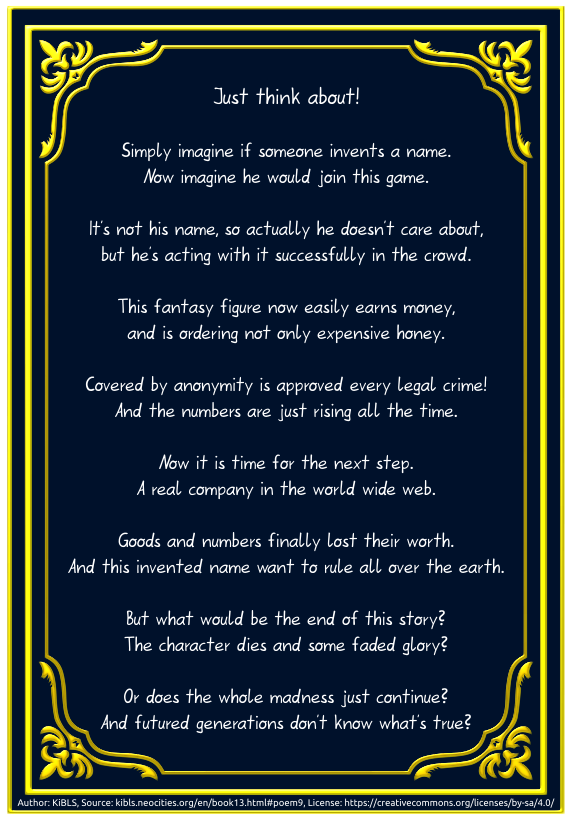 Just think about!
Simply imagine if someone invents a name.
Now imagine he would join this game.
It's not his name, so actually he doesn't care about,
but he's acting with it successfully in the crowd.
This fantasy figure now easily earns money,
and is ordering not only expensive honey.
Covered by anonymity is approved every legal crime!
And the numbers are just rising all the time.
Now it is time for the next step.
A real company in the world wide web.
Goods and numbers finally lost their worth.
And this invented name want to rule all over the earth.
But what would be the end of this story?
The character dies and some faded glory?
Or does the whole madness just continue?
And futured generations don't know what's true?
Author: KiBLS, Source: kibls.neocities.org/en/book13.html#poem9, License: https://creativecommons.org/licenses/by-sa/4.0/